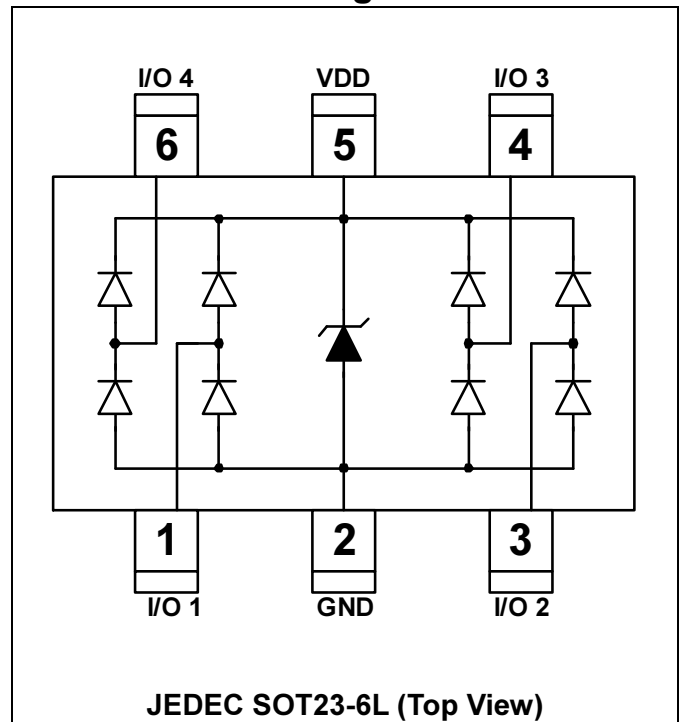 I/O 4 VDD I/O 3
6 5 4
1 2 3
I/O 1 GND I/O 2
JEDEC SOT23-6L (Top View)